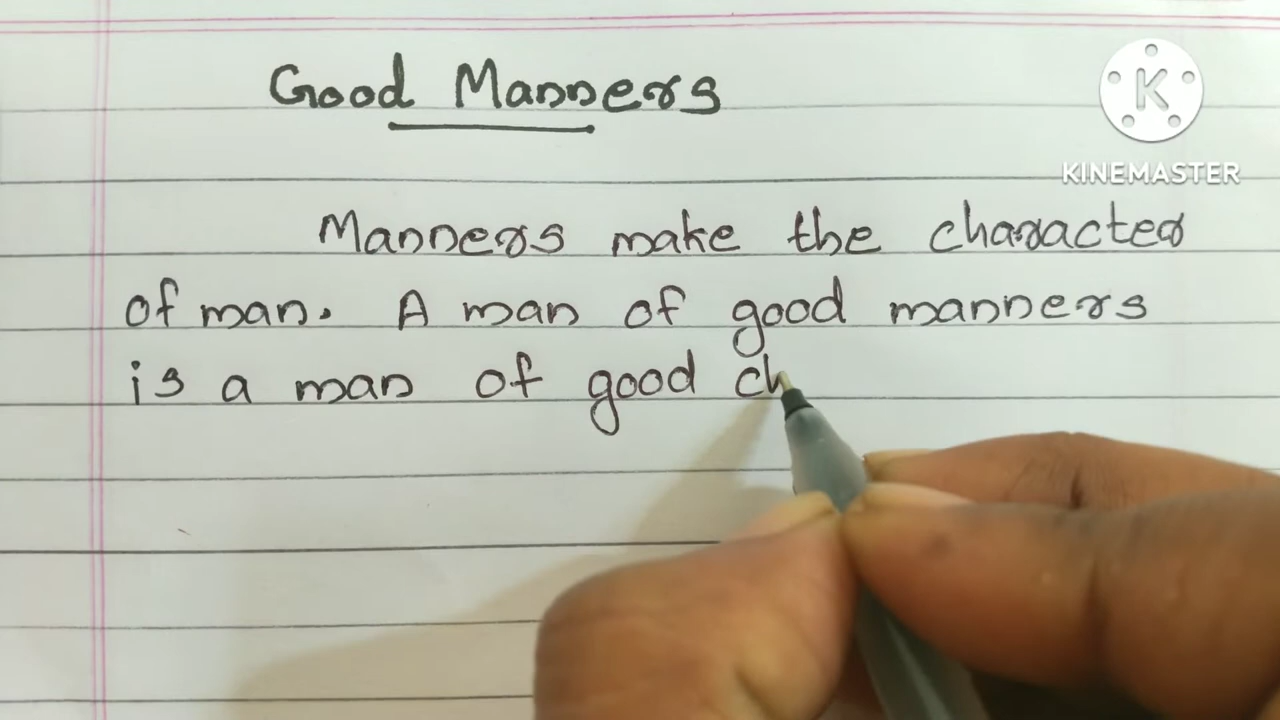 Good Manners
KINEMASTER
Manners make the character
of man. A man of good manners
is a man of good ch